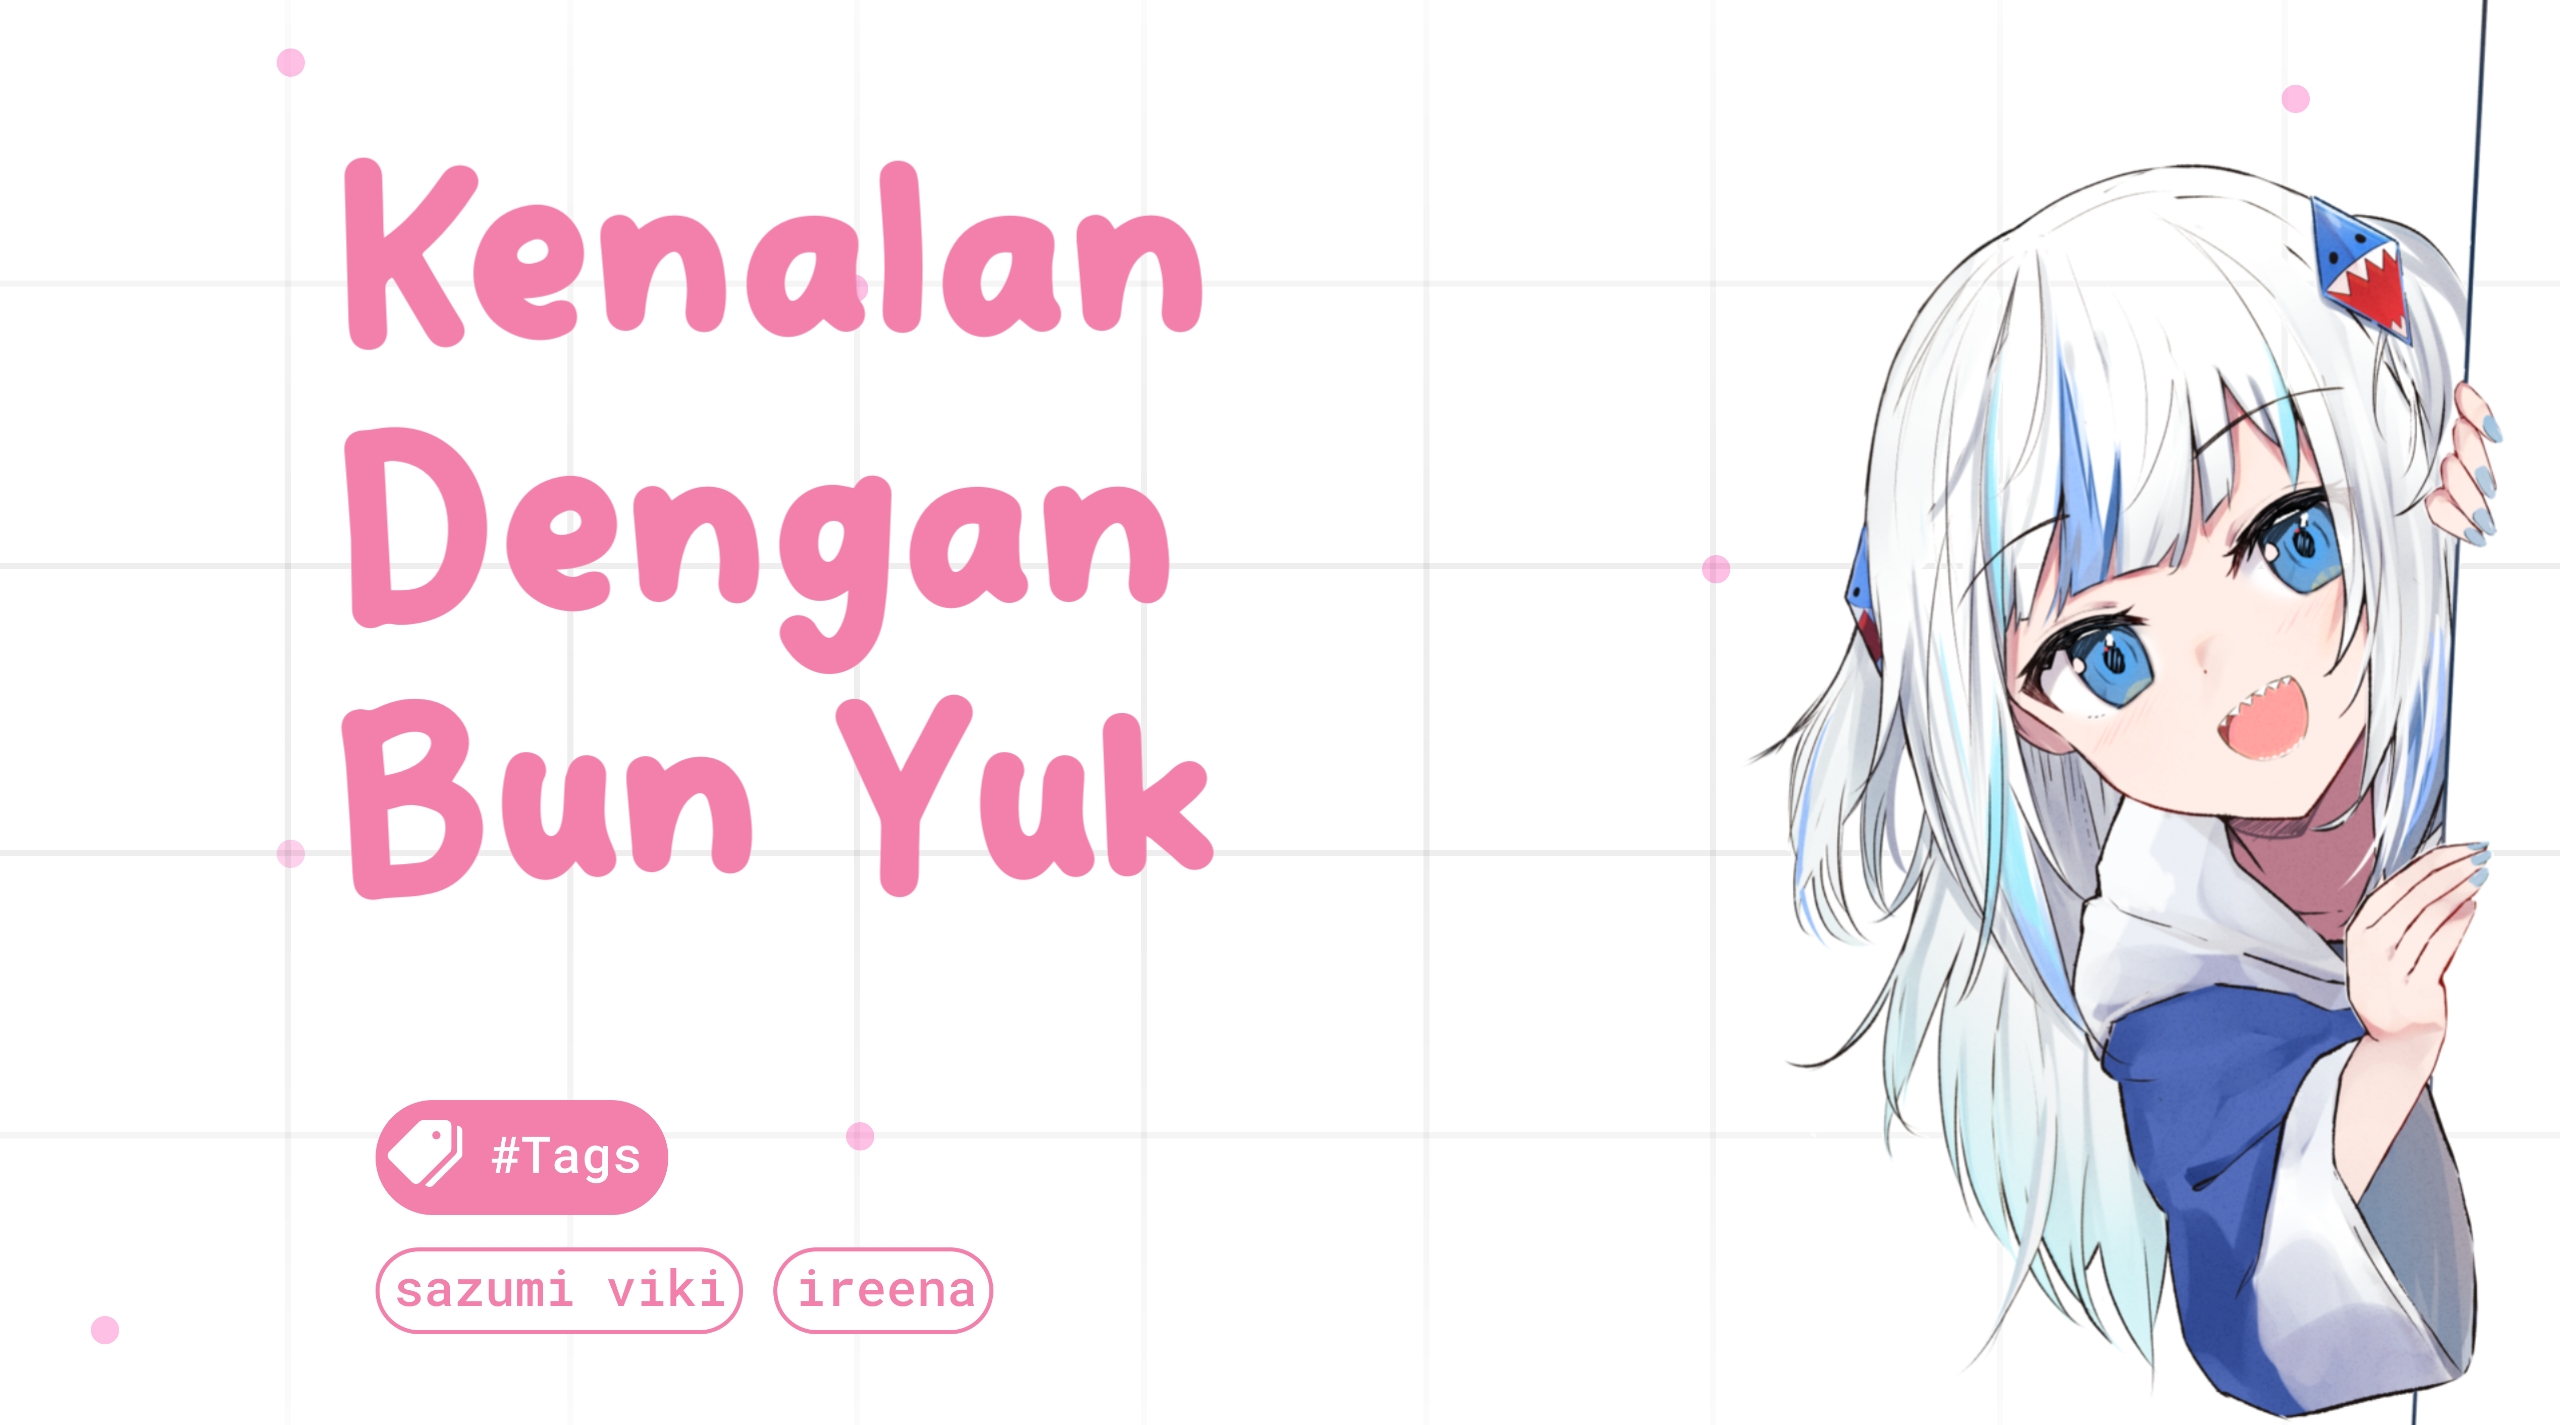 Kenalan
Dengan
Bun Yuk
#Tags
sazumi viki ireena